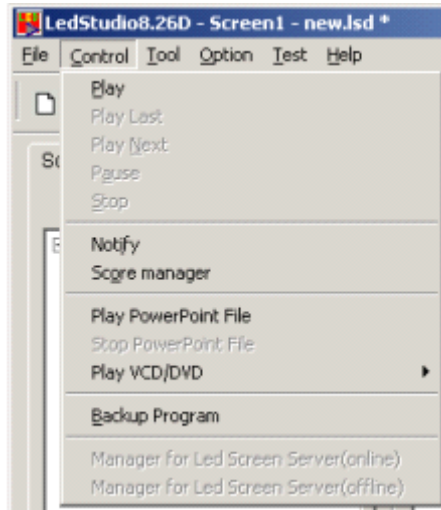 LedStudio8.26D - Screen1 - new.lsd *
File Control Tool Option Test Help
Play
Play Last
Play Next
Pause
Stop
Notify
Score manager
Play PowerPoint File
Stop PowerPoint File
Play VCD/DVD
Backup Program
Manager for Led Screen Server(online)
Manager for Led Screen Server(offline)